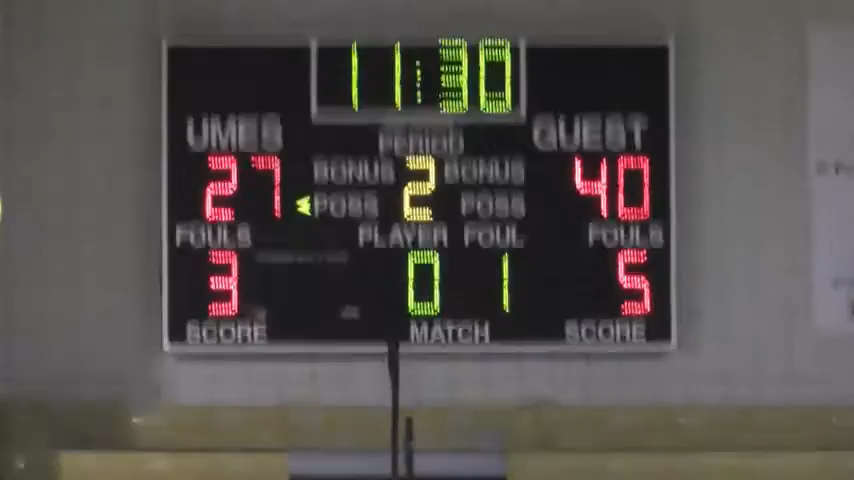 11:30
UMES PERIOD GUEST
27 BONUS 2 BONUS 40
POSS POSS
FOULS PLAYER FOUL FOULS
3 0 1 5
SCORE MATCH SCORE